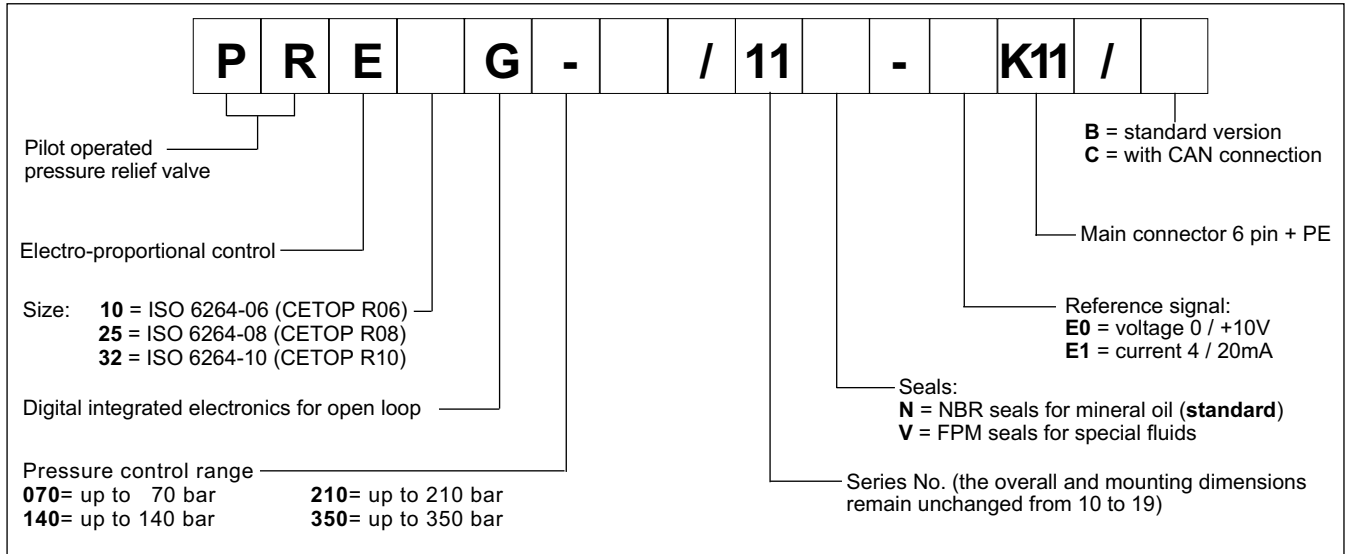 P R E G - / 11 - K11 /
Pilot operated
pressure relief valve
Electro-proportional control
Size: 10 = ISO 6264-06 (CETOP R06)
25 = ISO 6264-08 (CETOP R08)
32 = ISO 6264-10 (CETOP R10)
Digital integrated electronics for open loop
Pressure control range
070= up to 70 bar 210= up to 210 bar
140= up to 140 bar 350= up to 350 bar
B = standard version
C = with CAN connection
Main connector 6 pin + PE
Reference signal:
E0 = voltage 0 / +10V
E1 = current 4 / 20mA
Seals:
N = NBR seals for mineral oil (standard)
V = FPM seals for special fluids
Series No. (the overall and mounting dimensions
remain unchanged from 10 to 19)